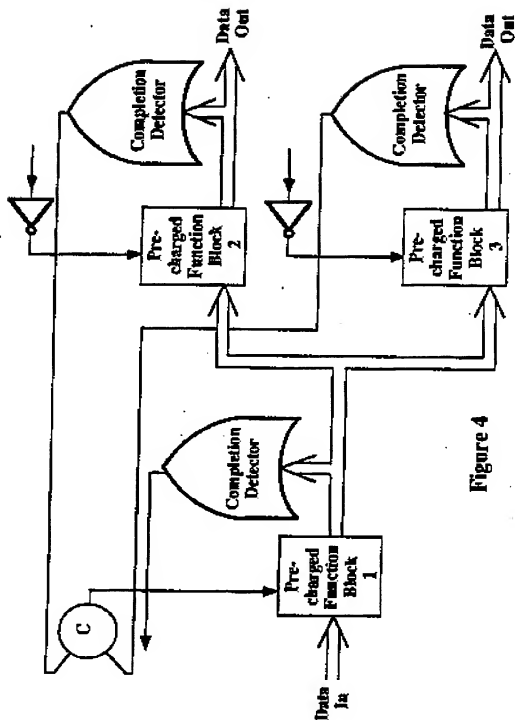 C
Completion
Detector
Data
Out
Pre-
charged
Function
Block
2
Completion
Detector
Data
In
Pre-
charged
Function
Block
1
Completion
Detector
Data
Out
Pre-
charged
Function
Block
3
Figure 4